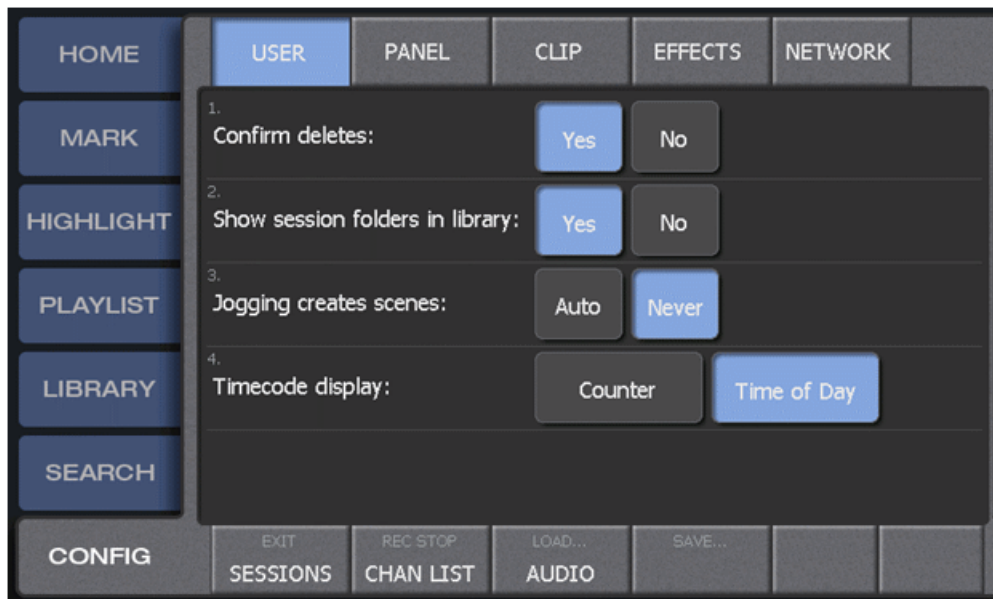 HOME
USER PANEL CLIP EFFECTS NETWORK
MARK
1.
Confirm deletes: Yes No
HIGHLIGHT
2.
Show session folders in library: Yes No
PLAYLIST
3.
Jogging creates scenes: Auto Never
LIBRARY
4.
Timecode display: Counter Time of Day
SEARCH
CONFIG
EXIT REC STOP LOAD... SAVE...
SESSIONS CHAN LIST AUDIO